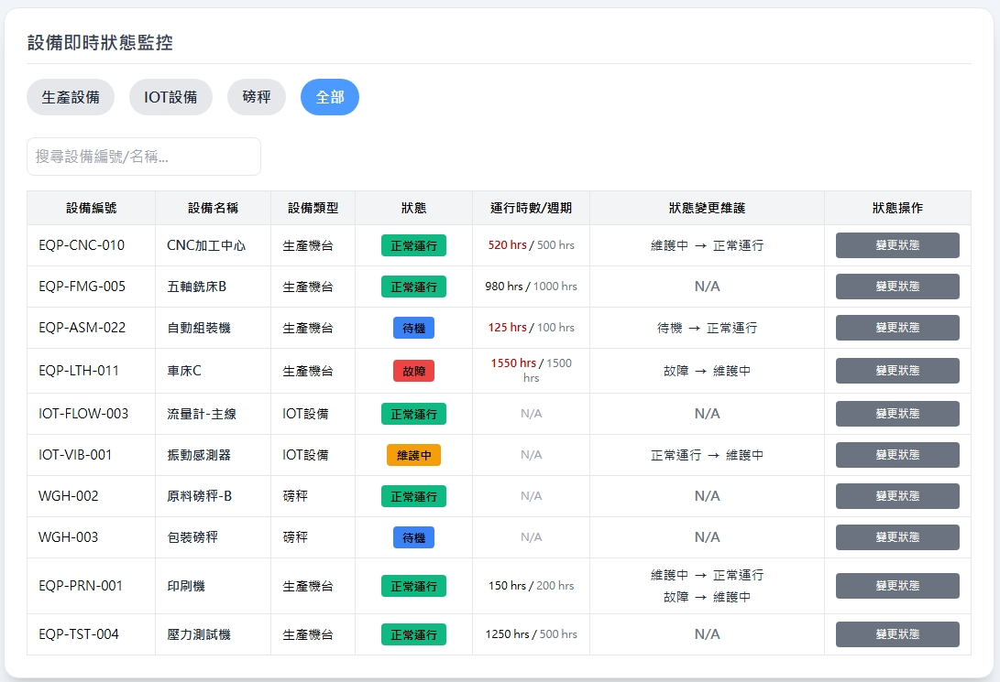 設備即時狀態監控
生產設備 IOT設備 磅秤 全部
搜尋設備編號/名稱...
設備編號 設備名稱 設備類型 狀態 運行時數/週期 狀態變更維護 狀態操作
EQP-CNC-010 CNC加工中心 生產機台 正常運行 520 hrs / 500 hrs 維護中 → 正常運行 變更狀態
EQP-FMG-005 五軸銑床B 生產機台 正常運行 980 hrs / 1000 hrs N/A 變更狀態
EQP-ASM-022 自動組裝機 生產機台 待機 125 hrs / 100 hrs 待機 → 正常運行 變更狀態
EQP-LTH-011 車床C 生產機台 故障 1550 hrs / 1500 hrs 故障 → 維護中 變更狀態
IOT-FLOW-003 流量計-主線 IOT設備 正常運行 N/A N/A 變更狀態
IOT-VIB-001 振動感測器 IOT設備 維護中 N/A 正常運行 → 維護中 變更狀態
WGH-002 原料磅秤-B 磅秤 正常運行 N/A N/A 變更狀態
WGH-003 包裝磅秤 磅秤 待機 N/A N/A 變更狀態
EQP-PRN-001 印刷機 生產機台 正常運行 150 hrs / 200 hrs 維護中 → 正常運行 變更狀態
故障 → 維護中
EQP-TST-004 壓力測試機 生產機台 正常運行 1250 hrs / 500 hrs N/A 變更狀態